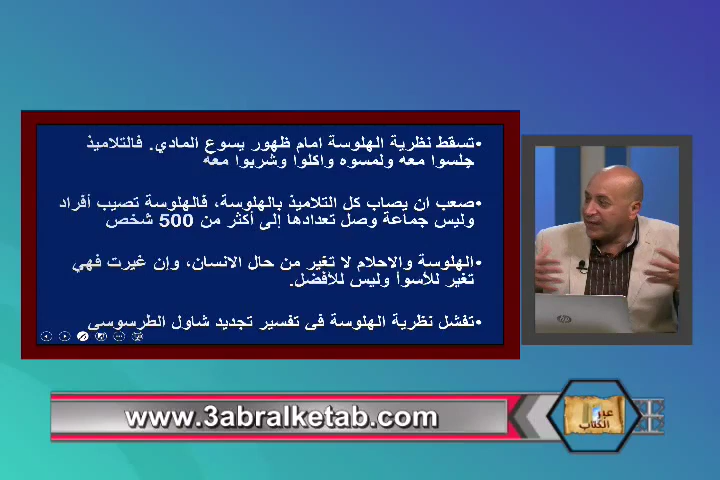 •تسقط نظرية الهلوسة امام ظهور يسوع المادي. فالتلاميذ
جلسوا معه ولمسوه واكلوا وشربوا معه
•صعب ان يصاب كل التلاميذ بالهلوسة، فالهلوسة تصيب أفراد
وليس جماعة وصل تعدادها إلى أكثر من 500 شخص
•الهلوسة والاحلام لا تغير من حال الانسان، وإن غيرت فهي
تغير للأسوأ وليس للأفضل.
•تفشل نظرية الهلوسة في تفسير تجديد شاول الطرسوسي
www.3abralketab.com
عبر
الكتاب
hp